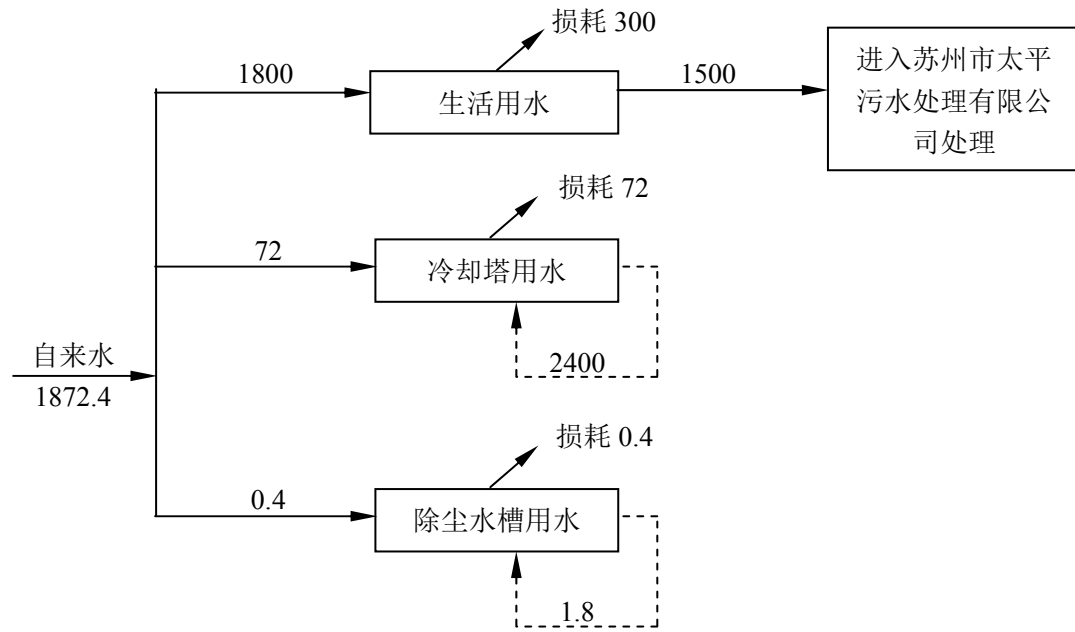 损耗 300
1800
生活用水
1500
进入苏州市太平
污水处理有限公
司处理
损耗 72
72
冷却塔用水
2400
自来水
1872.4
损耗 0.4
0.4
除尘水槽用水
1.8